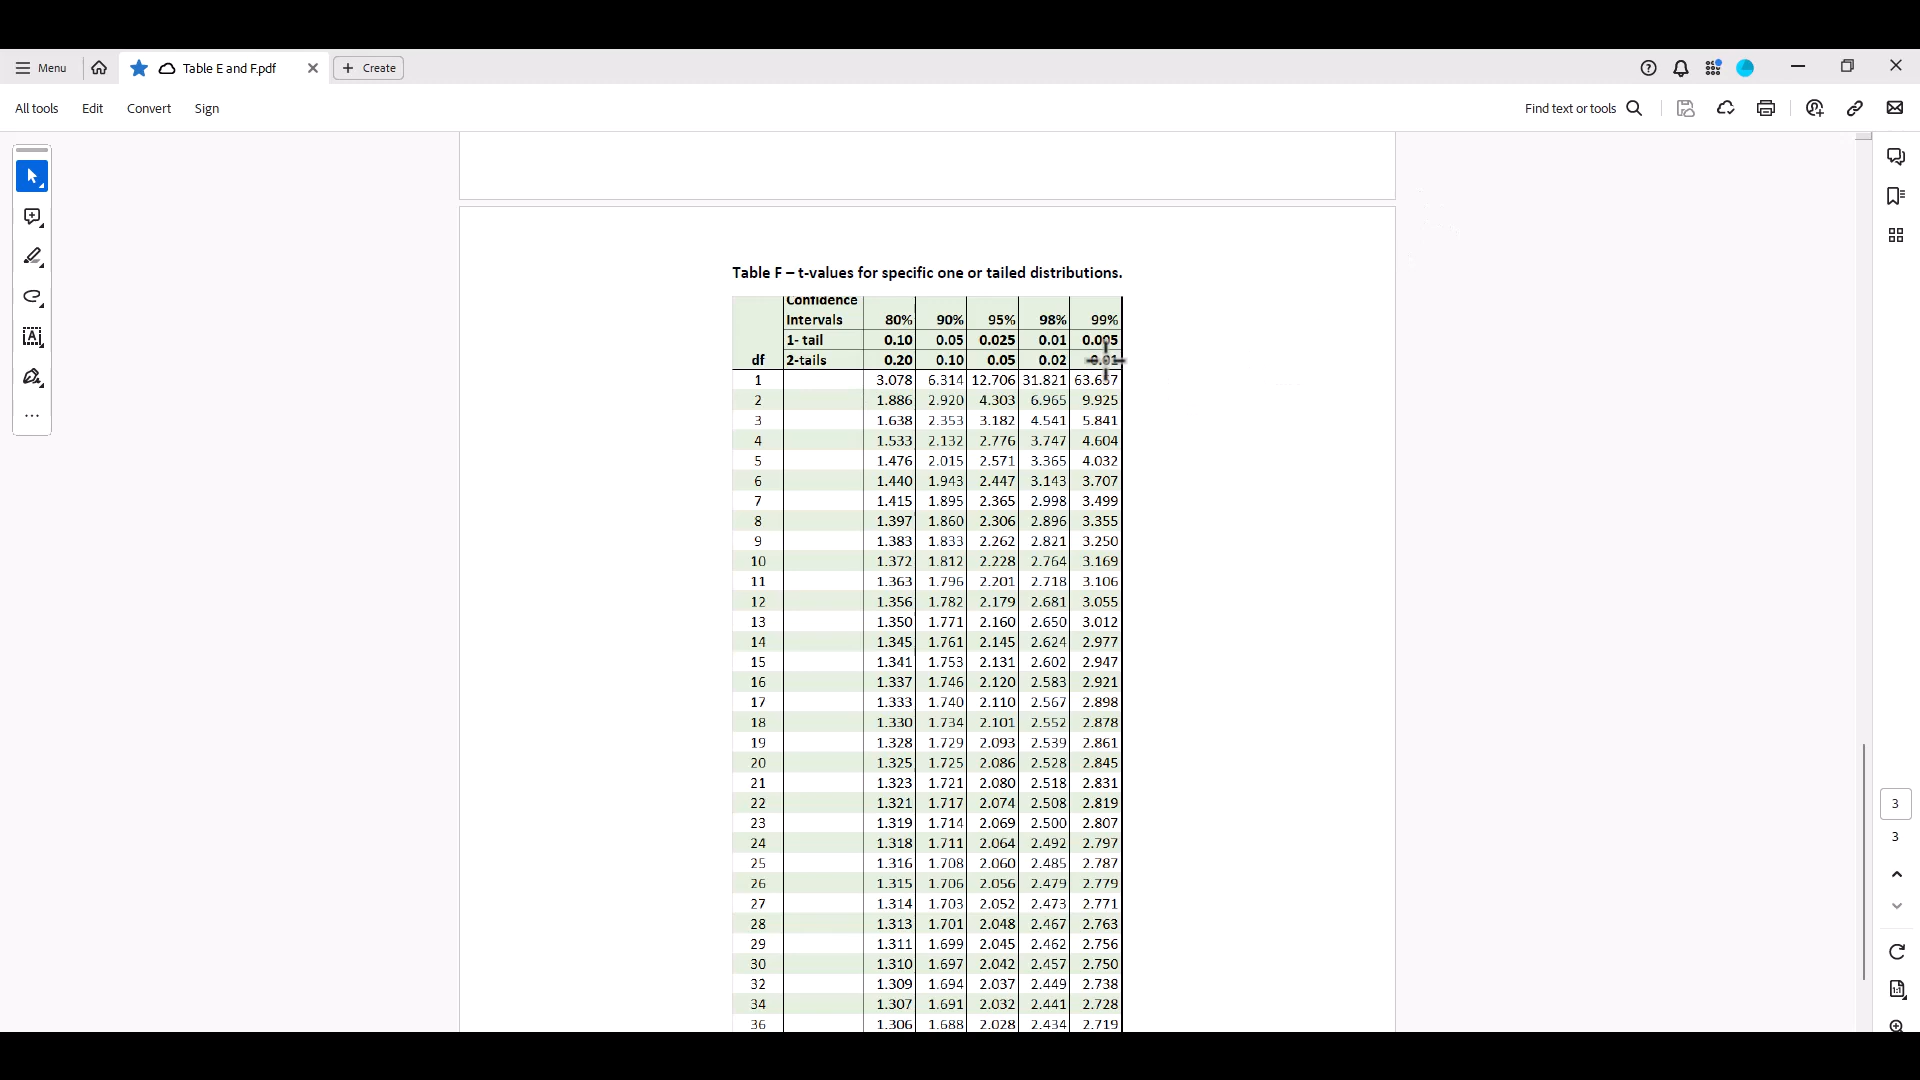 Menu
Table E and F.pdf
Create
All tools Edit Convert Sign
Find text or tools
Table F – t-values for specific one or tailed distributions.
Confidence
Intervals 80% 90% 95% 98% 99%
1- tail 0.10 0.05 0.025 0.01 0.005
df 2-tails 0.20 0.10 0.05 0.02 0.01
1 3.078 6.314 12.706 31.821 63.657
2 1.886 2.920 4.303 6.965 9.925
3 1.638 2.353 3.182 4.541 5.841
4 1.533 2.132 2.776 3.747 4.604
5 1.476 2.015 2.571 3.365 4.032
6 1.440 1.943 2.447 3.143 3.707
7 1.415 1.895 2.365 2.998 3.499
8 1.397 1.860 2.306 2.896 3.355
9 1.383 1.833 2.262 2.821 3.250
10 1.372 1.812 2.228 2.764 3.169
11 1.363 1.796 2.201 2.718 3.106
12 1.356 1.782 2.179 2.681 3.055
13 1.350 1.771 2.160 2.650 3.012
14 1.345 1.761 2.145 2.624 2.977
15 1.341 1.753 2.131 2.602 2.947
16 1.337 1.746 2.120 2.583 2.921
17 1.333 1.740 2.110 2.567 2.898
18 1.330 1.734 2.101 2.552 2.878
19 1.328 1.729 2.093 2.539 2.861
20 1.325 1.725 2.086 2.528 2.845
21 1.323 1.721 2.080 2.518 2.831
22 1.321 1.717 2.074 2.508 2.819
23 1.319 1.714 2.069 2.500 2.807
24 1.318 1.711 2.064 2.492 2.797
25 1.316 1.708 2.060 2.485 2.787
26 1.315 1.706 2.056 2.479 2.779
27 1.314 1.703 2.052 2.473 2.771
28 1.313 1.701 2.048 2.467 2.763
29 1.311 1.699 2.045 2.462 2.756
30 1.310 1.697 2.042 2.457 2.750
32 1.309 1.694 2.037 2.449 2.738
34 1.307 1.691 2.032 2.441 2.728
36 1.306 1.688 2.028 2.434 2.719
3
3